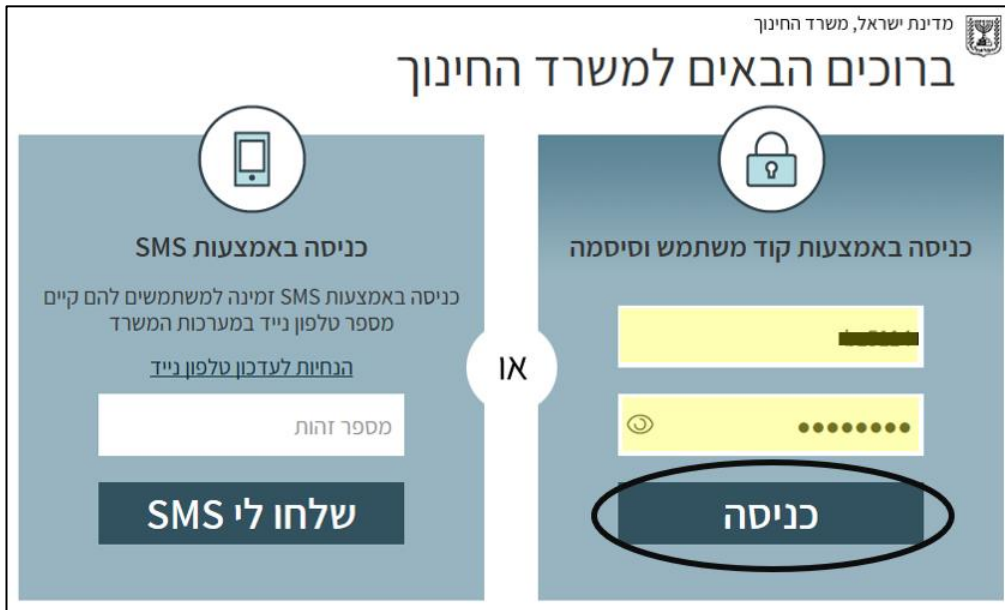 מדינת ישראל, משרד החינוך
ברוכים הבאים למשרד החינוך
כניסה באמצעות קוד משתמש וסיסמה
כניסה
או
כניסה באמצעות SMS
כניסה באמצעות SMS זמינה למשתמשים להם קיים
מספר טלפון נייד במערכות המשרד
הנחיות לעדכון טלפון נייד
מספר זהות
שלחו לי SMS